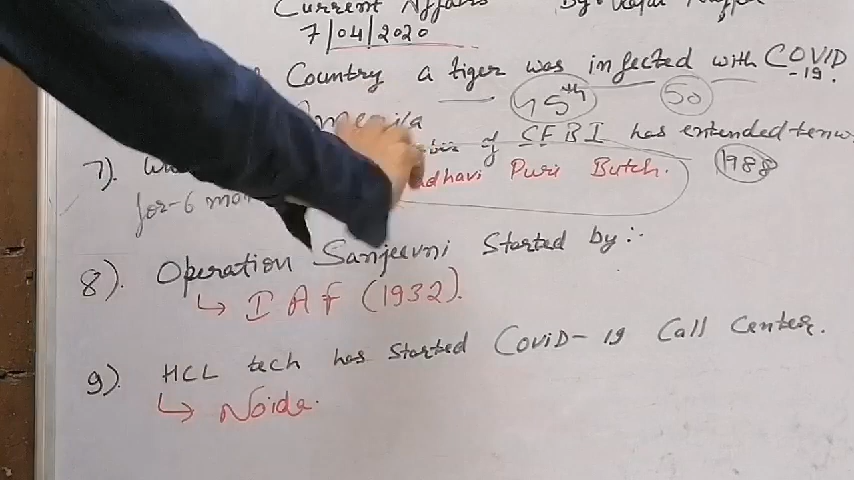 Current Affairs By:-
7/04/2020
Country a tiger was infected with COVID-19.
America 15th 50
7). of SEBI has extended
for-6 Madhavi Puri Butch. 1988
8). Operation Sanjeevni Started by:-
↳ IAF (1932).
9) HCL tech has Started CoviD-19 Call Center.
↳ Noida.